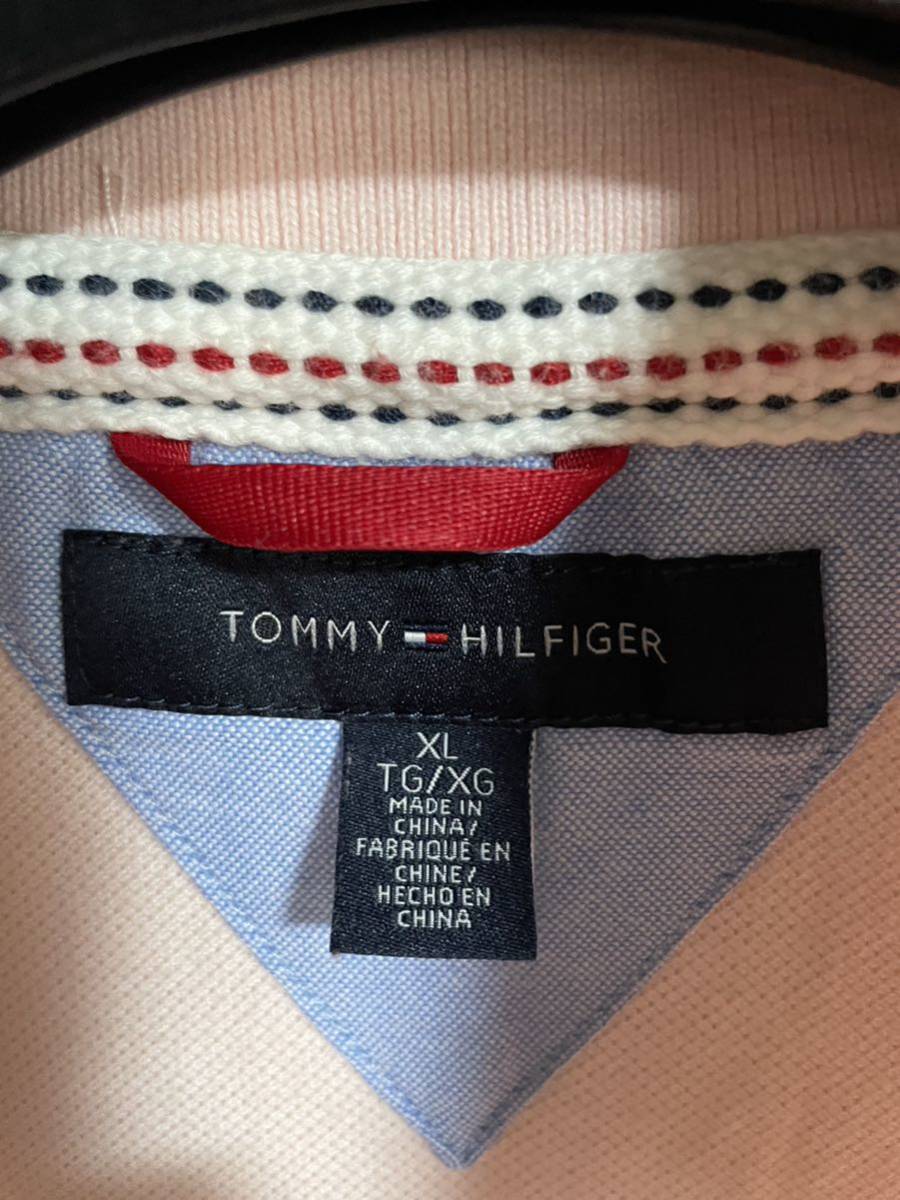 TOMMY HILFIGER
XL
TG/XG
MADE IN
CHINA/
FABRIQUÉ EN
CHINE/
HECHO EN
CHINA